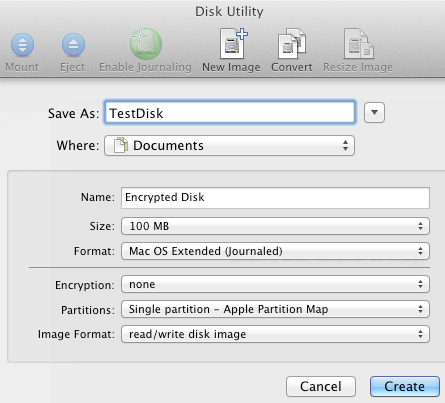 Disk Utility
Mount Eject Enable Journaling New Image Convert Resize Image
Save As: TestDisk
Where: Documents
Name: Encrypted Disk
Size: 100 MB
Format: Mac OS Extended (Journaled)
Encryption: none
Partitions: Single partition – Apple Partition Map
Image Format: read/write disk image
Cancel Create